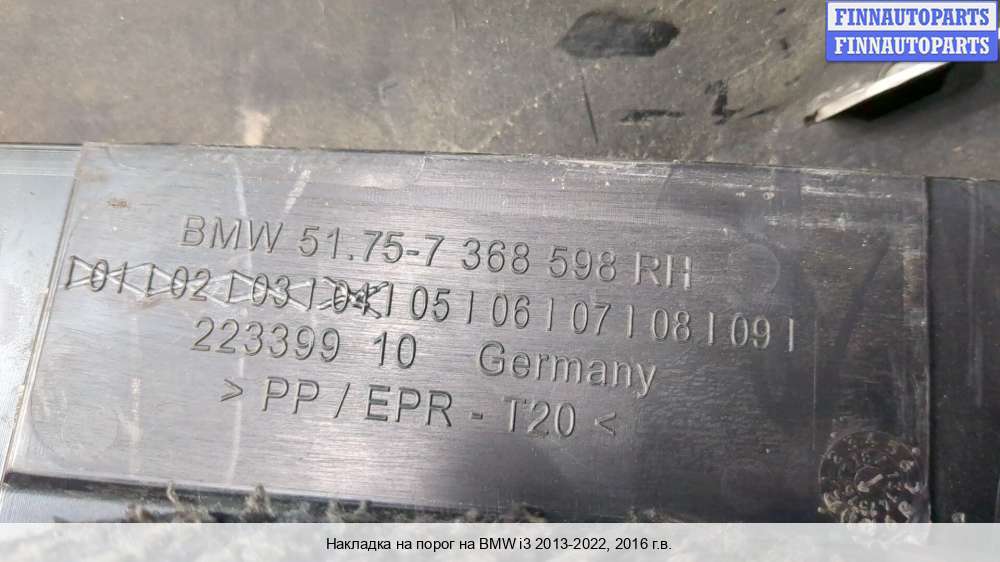 FINNAUTOPARTS
FINNAUTOPARTS
BMW 51.75-7 368 598 RH
| 01 | 02 | 03 | 04 | 05 | 06 | 07 | 08 | 09 |
223399 10 Germany
> PP / EPR - T20 <
Накладка на порог на BMW i3 2013-2022, 2016 г.в.